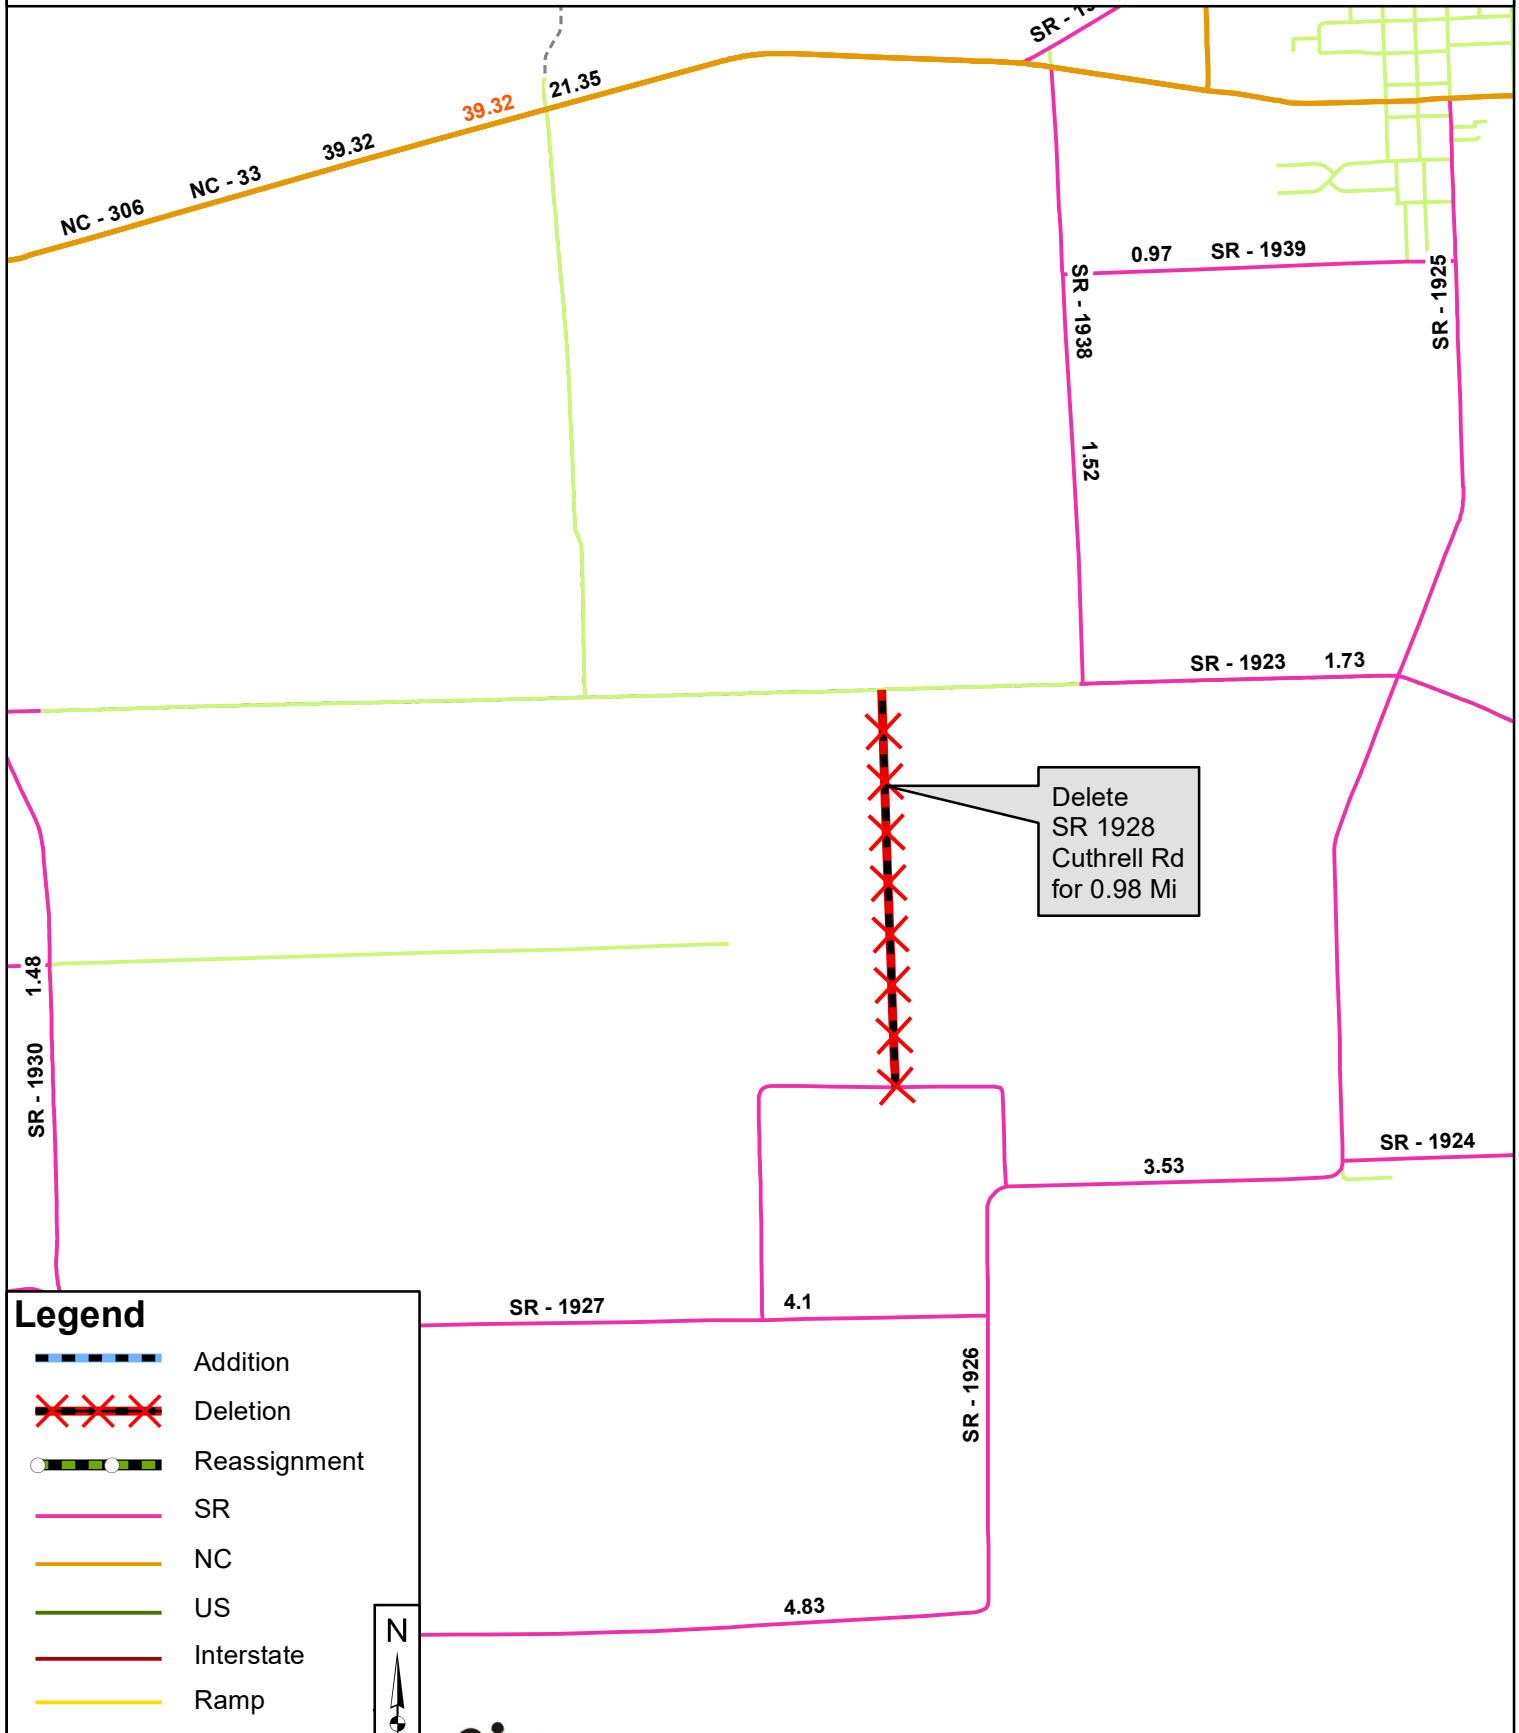 SR - 19
21.35
39.32
39.32
NC - 33
NC - 306
0.97 SR - 1939
SR - 1938
SR - 1925
1.52
SR - 1923 1.73
Delete
SR 1928
Cuthrell Rd
for 0.98 Mi
1.48
SR - 1930
SR - 1924
3.53
SR - 1927 4.1
SR - 1926
4.83
Legend
Addition
Deletion
Reassignment
SR
NC
US
Interstate
Ramp
N